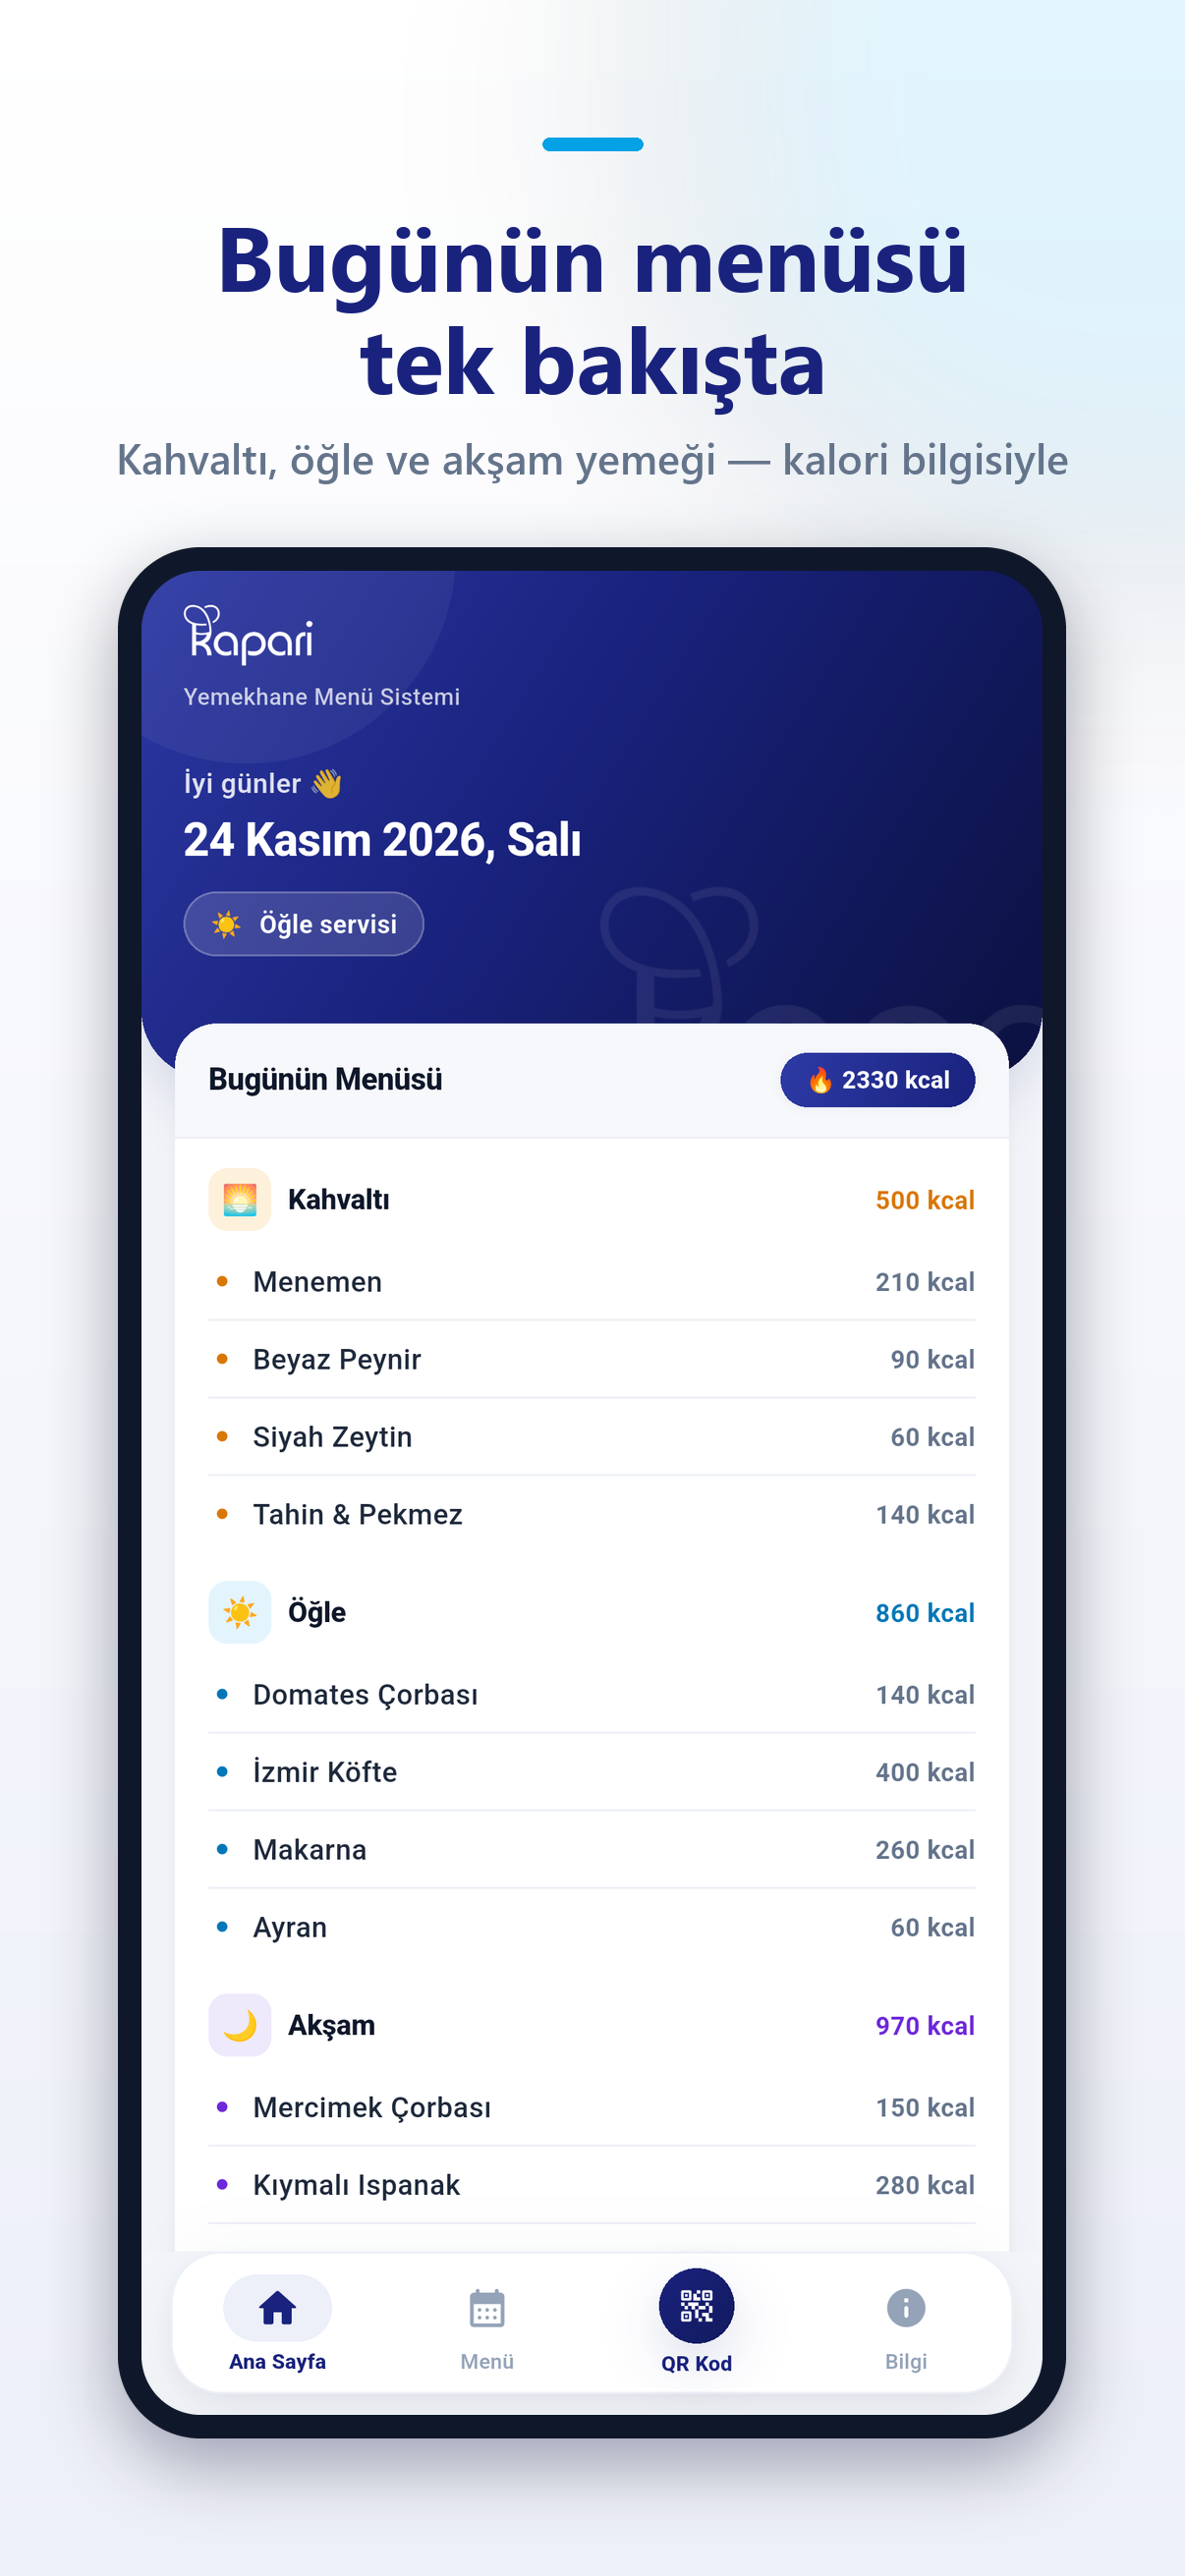 Bugünün menüsü
tek bakışta
Kahvaltı, öğle ve akşam yemeği — kalori bilgisiyle
Kapari
Yemekhane Menü Sistemi
İyi günler 👋
24 Kasım 2026, Salı
☀️ Öğle servisi
Bugünün Menüsü 🔥 2330 kcal
Kahvaltı 500 kcal
Menemen 210 kcal
Beyaz Peynir 90 kcal
Siyah Zeytin 60 kcal
Tahin & Pekmez 140 kcal
Öğle 860 kcal
Domates Çorbası 140 kcal
İzmir Köfte 400 kcal
Makarna 260 kcal
Ayran 60 kcal
Akşam 970 kcal
Mercimek Çorbası 150 kcal
Kıymalı Ispanak 280 kcal
Ana Sayfa Menü QR Kod Bilgi